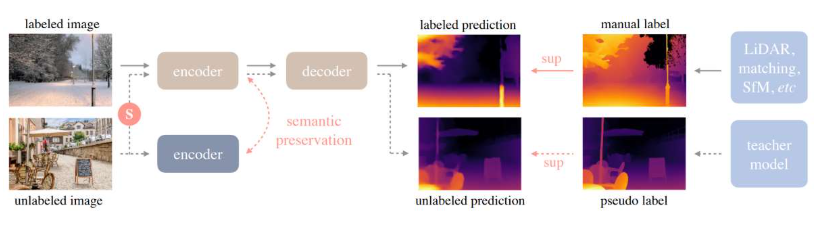 labeled image
labeled prediction
manual label
encoder
decoder
sup
LiDAR,
matching,
SfM, etc
S
semantic
preservation
encoder
sup
teacher
model
unlabeled image
unlabeled prediction
pseudo label